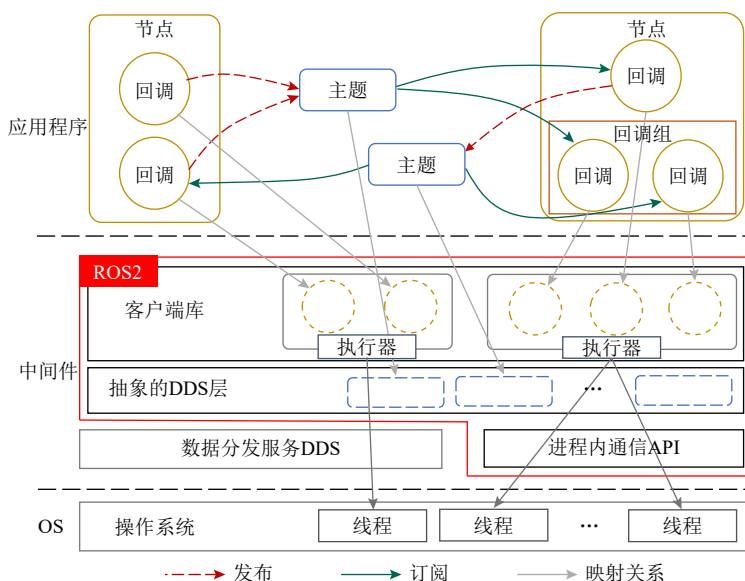 节点
节点
回调
主题
回调
应用程序
回调组
回调
主题
回调
回调
ROS2
客户端库
执行器
执行器
中间件
抽象的DDS层
...
数据分发服务DDS
进程内通信API
OS
操作系统
线程
线程
...
线程
发布
订阅
映射关系